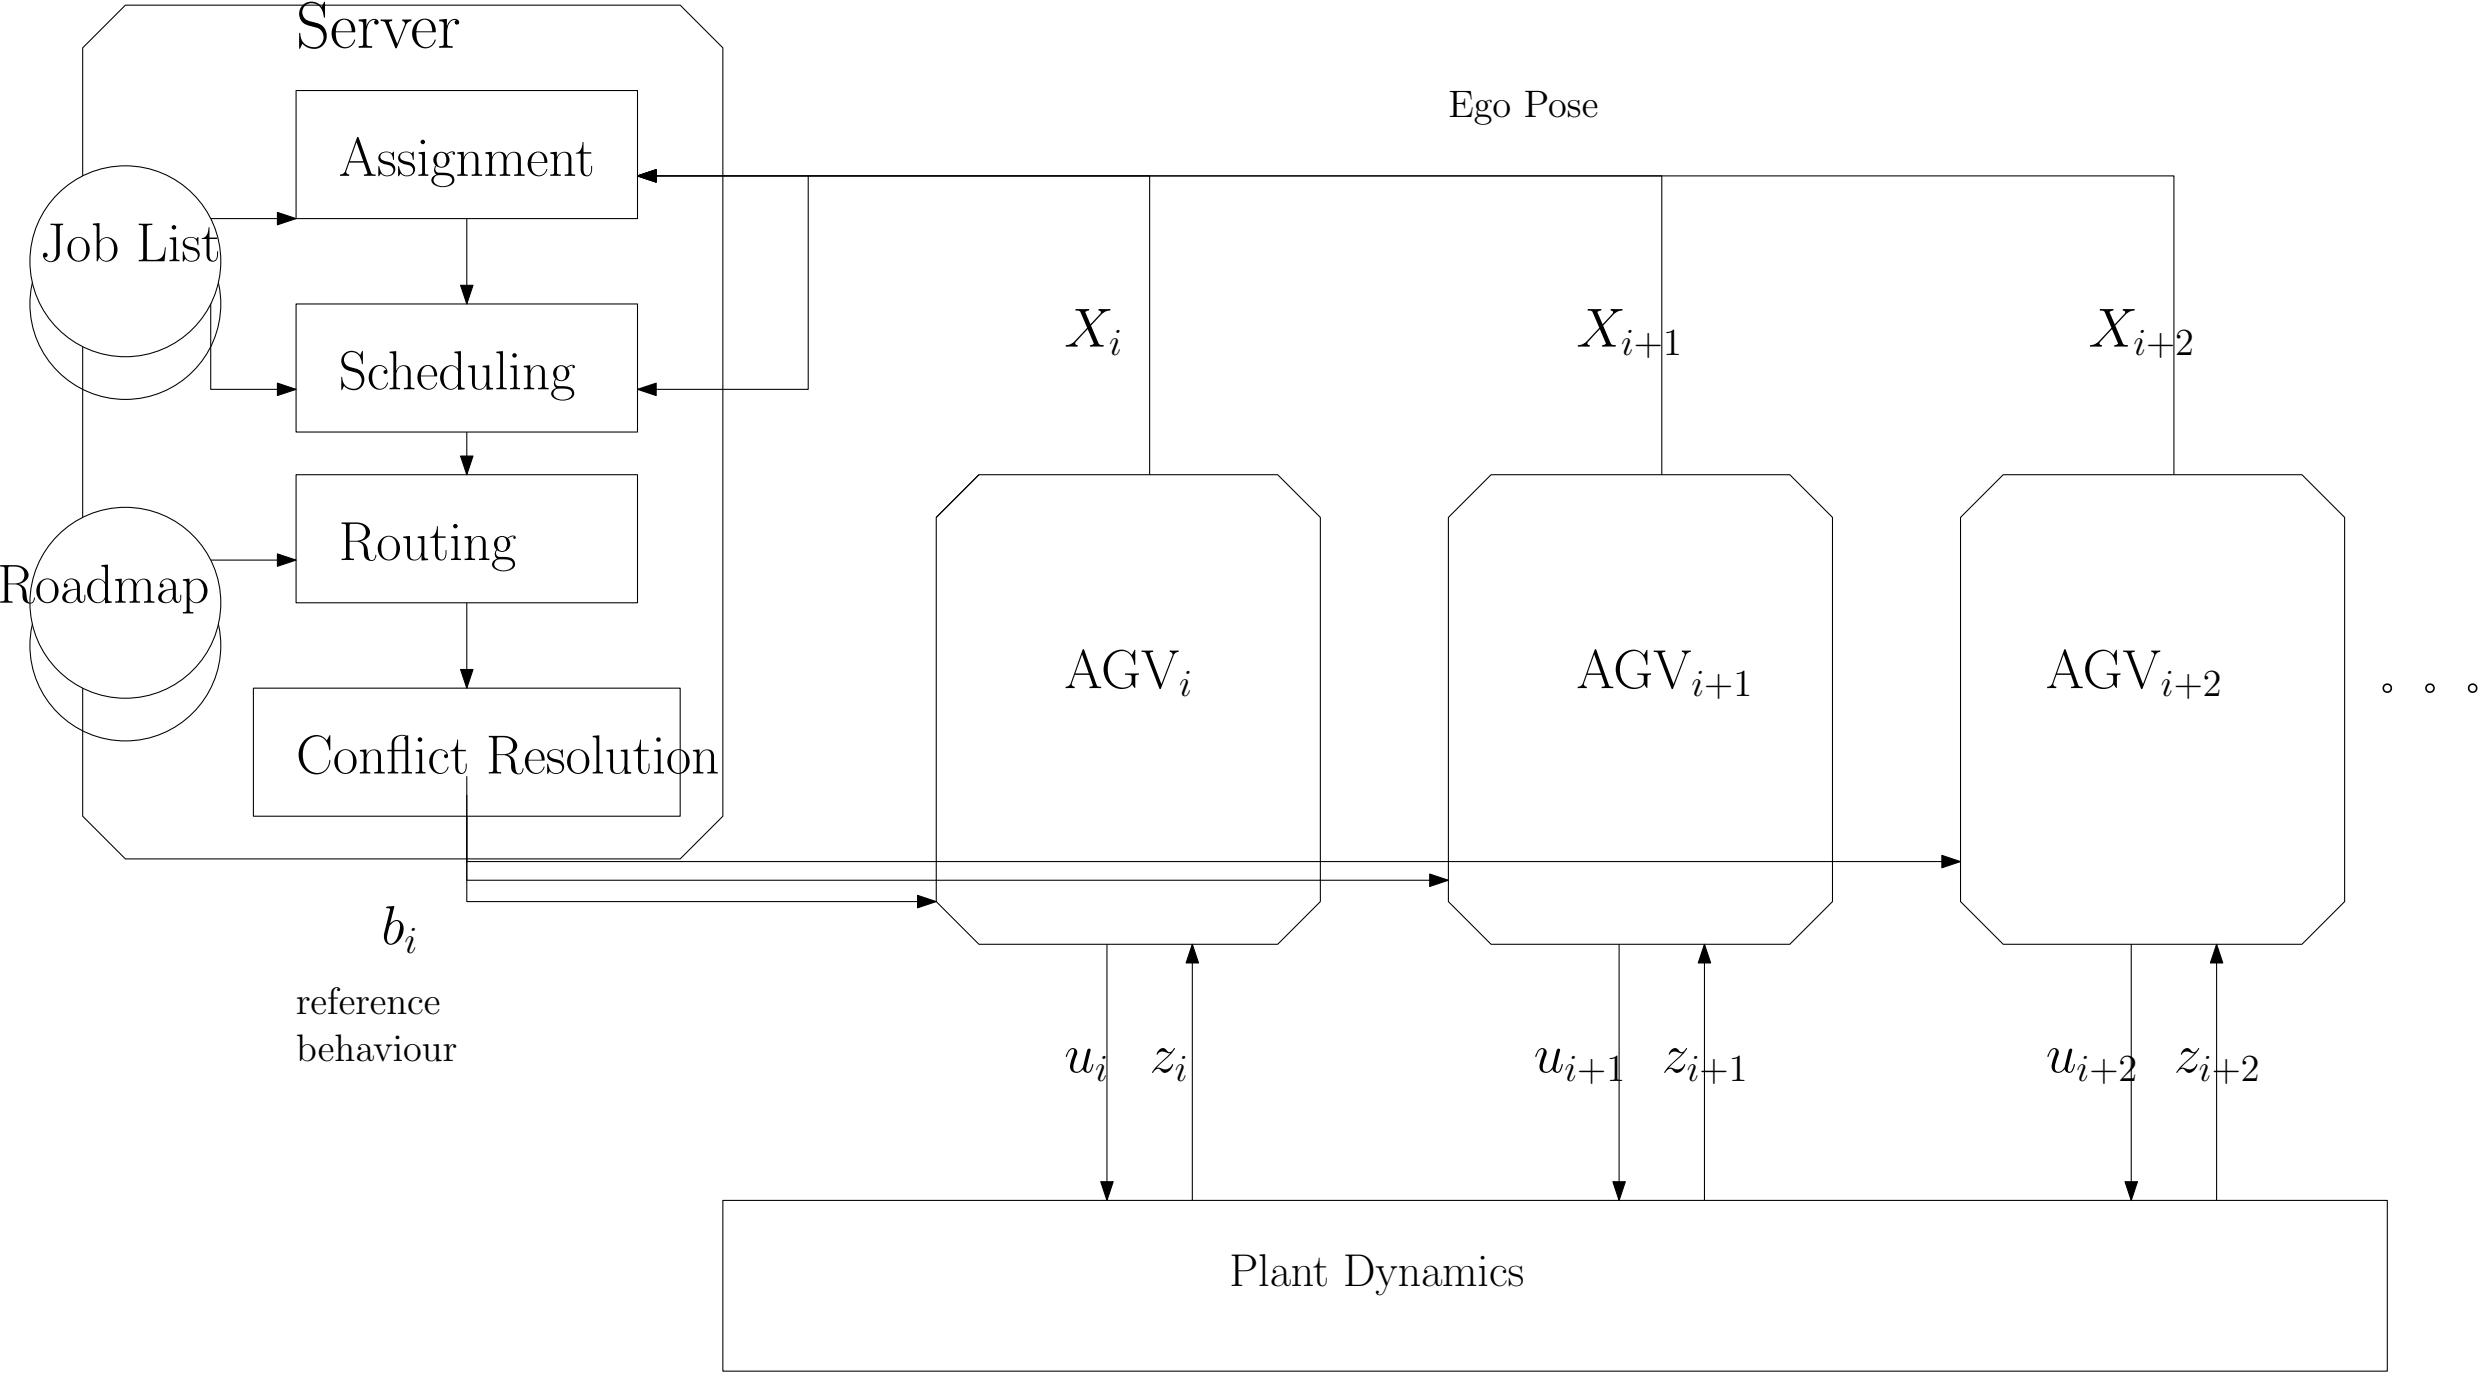 Server
Ego Pose
Assignment
Job List
Scheduling
X_i
X_{i+1}
X_{i+2}
Routing
Roadmap
AGV_i
AGV_{i+1}
AGV_{i+2}
Conflict Resolution
b_i
reference
behaviour
u_i
z_i
u_{i+1}
z_{i+1}
u_{i+2}
z_{i+2}
Plant Dynamics